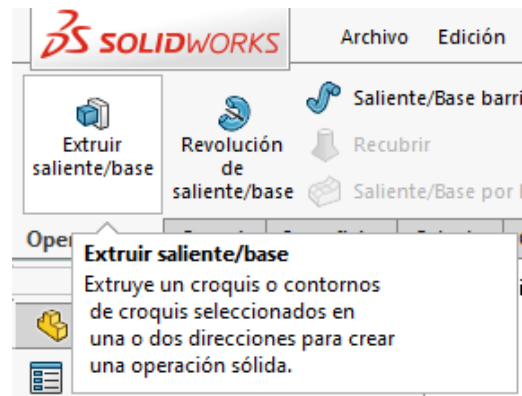 SOLIDWORKS
Archivo Edición
Extruir
saliente/base
Revolución
de
saliente/base
Saliente/Base barri
Recubrir
Saliente/Base por
Ope
Extruir saliente/base
Extruye un croquis o contornos
de croquis seleccionados en
una o dos direcciones para crear
una operación sólida.